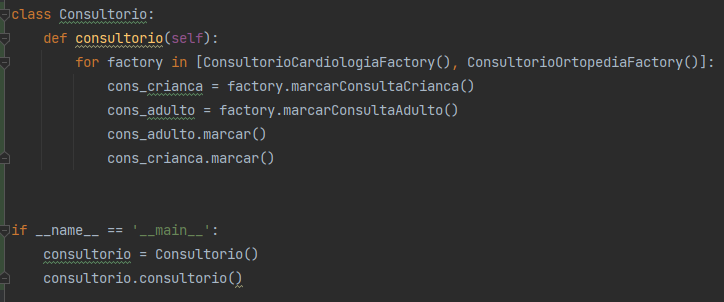 class Consultorio:
    def consultorio(self):
        for factory in [ConsultorioCardiologiaFactory(), ConsultorioOrtopediaFactory()]:
            cons_crianca = factory.marcarConsultaCrianca()
            cons_adulto = factory.marcarConsultaAdulto()
            cons_adulto.marcar()
            cons_crianca.marcar()
if __name__ == '__main__':
    consultorio = Consultorio()
    consultorio.consultorio()